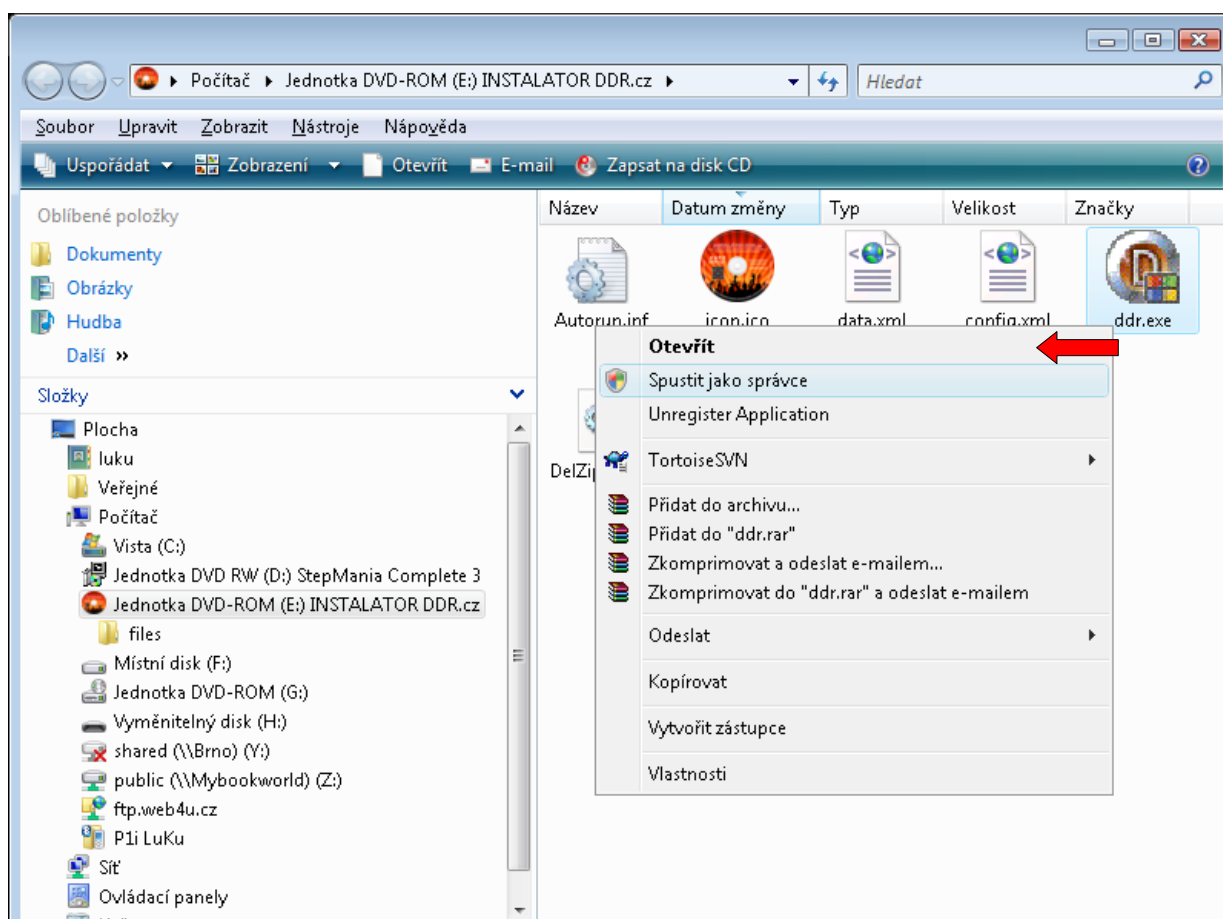 Počítač ▸ Jednotka DVD-ROM (E:) INSTALATOR DDR.cz ▸
Hledat
Soubor Upravit Zobrazit Nástroje Nápověda
Uspořádat Zobrazení Otevřít E-mail Zapsat na disk CD
Oblíbené položky
Dokumenty
Obrázky
Hudba
Další »
Složky
Plocha
luku
Veřejné
Počítač
Vista (C:)
Jednotka DVD RW (D:) StepMania Complete 3
Jednotka DVD-ROM (E:) INSTALATOR DDR.cz
files
Místní disk (F:)
Jednotka DVD-ROM (G:)
Vyměnitelný disk (H:)
shared (\\Brno) (Y:)
public (\\Mybookworld) (Z:)
ftp.web4u.cz
P1i LuKu
Síť
Ovládací panely
Název Datum změny Typ Velikost Značky
Autorun.inf icon.ico data.xml config.xml ddr.exe
DelZip
Otevřít
Spustit jako správce
Unregister Application
TortoiseSVN
Přidat do archivu...
Přidat do "ddr.rar"
Zkomprimovat a odeslat e-mailem...
Zkomprimovat do "ddr.rar" a odeslat e-mailem
Odeslat
Kopírovat
Vytvořit zástupce
Vlastnosti